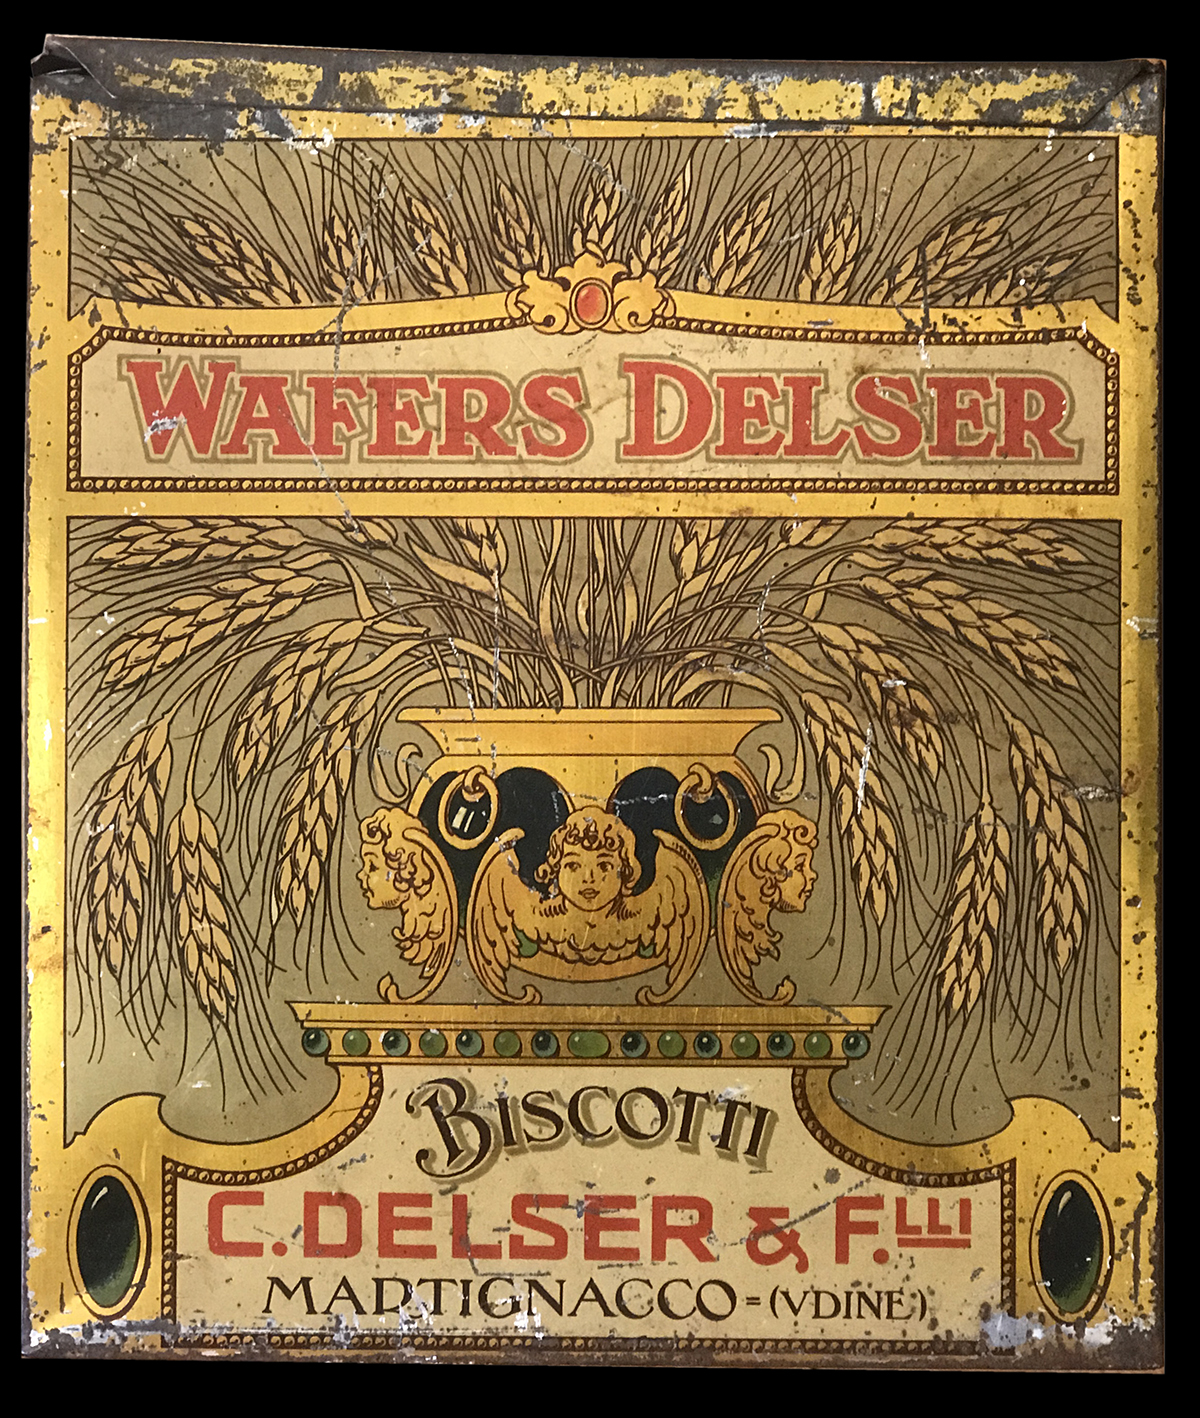 WAFERS DELSER
BISCOTTI
C. DELSER & F.LLI
MARTIGNACCO = (VDINE)